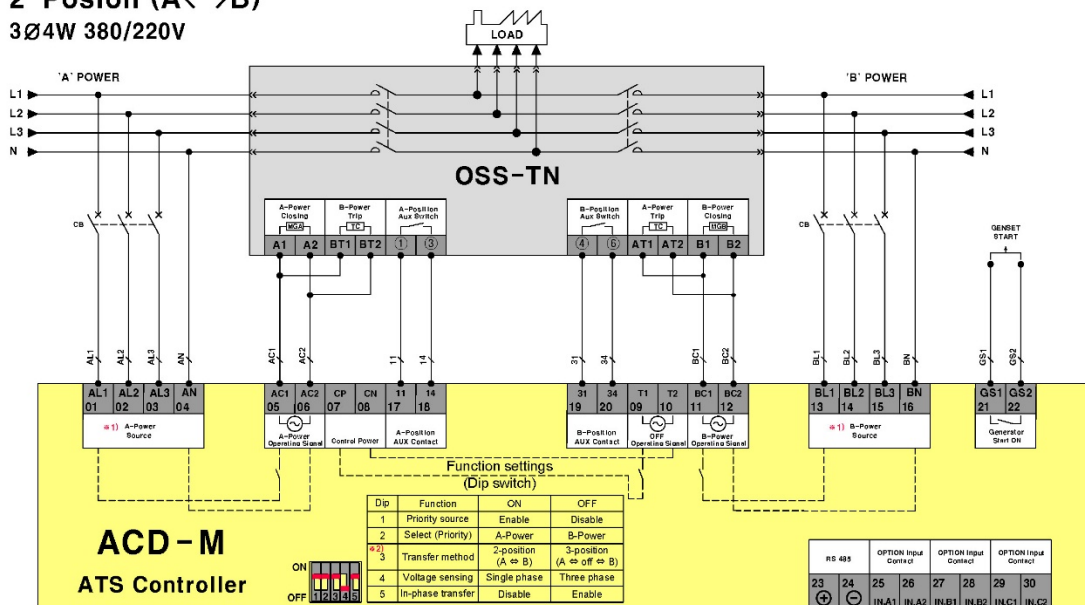 2 Posion (A< >B)
3Ø4W 380/220V
LOAD
'A' POWER
'B' POWER
L1
L2
L3
N
L1
L2
L3
N
OSS-TN
A-Power Closing
B-Power Trip
A-Position Aux Switch
B-Position Aux Switch
A-Power Trip
B-Power Closing
MGA
TC
TC
MGB
A1 A2 BT1 BT2 ① ③
④ ⑥ AT1 AT2 B1 B2
CB
CB
GENSET START
AL1 AL2 AL3 AN
AC1 AC2
11 14
31 34
BC1 BC2
BL1 BL2 BL3 BN
GS1 GS2
AL1 AL2 AL3 AN
01 02 03 04
*1) A-Power Source
AC1 AC2 CP CN 11 14
05 06 07 08 17 18
A-Power Operating Signal
Control Power
A-Position AUX Contact
31 34 T1 T2 BC1 BC2
19 20 09 10 11 12
B-Position AUX Contact
OFF Operating Signal
B-Power Operating Signal
BL1 BL2 BL3 BN
13 14 15 16
*1) B-Power Source
GS1 GS2
21 22
Generator Start ON
Function settings
(Dip switch)
Dip Function ON OFF
1 Priority source Enable Disable
2 Select (Priority) A-Power B-Power
*2) 3 Transfer method 2-position (A ⇔ B) 3-position (A ⇔ off ⇔ B)
4 Voltage sensing Single phase Three phase
5 In-phase transfer Disable Enable
ACD-M
ATS Controller
ON
OFF
1 2 3 4 5
RS 485
OPTION Input Contact
OPTION Input Contact
OPTION Input Contact
23 24 25 26 27 28 29 30
⊕ ⊖ IN.A1 IN.A2 IN.B1 IN.B2 IN.C1 IN.C2